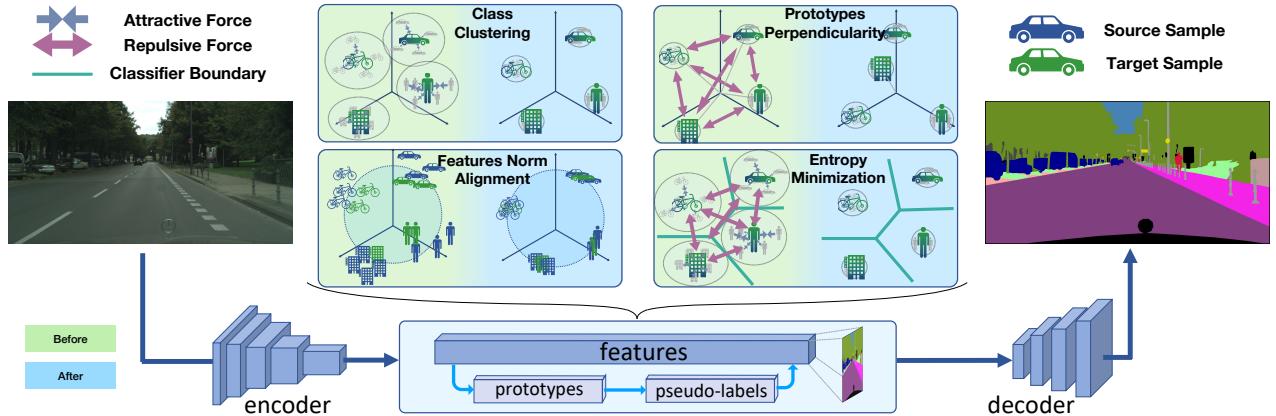 Attractive Force
Repulsive Force
Classifier Boundary
Class
Clustering
Prototypes
Perpendicularity
Source Sample
Target Sample
Features Norm
Alignment
Entropy
Minimization
Before
After
encoder
features
prototypes
pseudo-labels
decoder